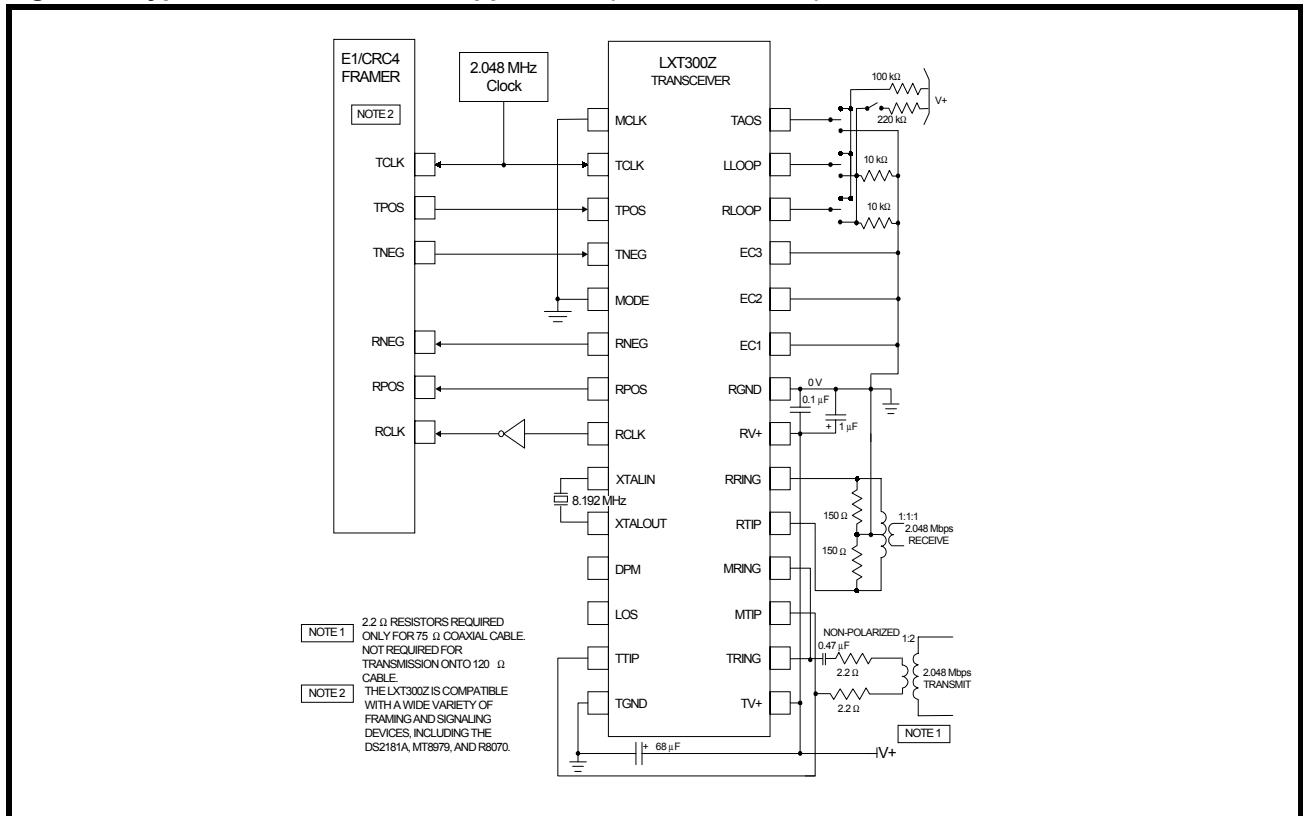 E1/CRC4
FRAMER
NOTE 2
TCLK
TPOS
TNEG
RNEG
RPOS
RCLK
2.048 MHz
Clock
LXT300Z
TRANSCEIVER
MCLK
TCLK
TPOS
TNEG
MODE
RNEG
RPOS
RCLK
XTALIN
XTALOUT
DPM
LOS
TTIP
TGND
8.192 MHz
TAOS
LLOOP
RLOOP
EC3
EC2
EC1
RGND
RV+
RRING
RTIP
MRING
MTIP
TRING
TV+
100 kΩ
V+
220 kΩ
10 kΩ
10 kΩ
0 V
0.1 µF
+ 1 µF
150 Ω
150 Ω
1:1:1
2.048 Mbps
RECEIVE
NON-POLARIZED
0.47 µF
1:2
2.2 Ω
2.2 Ω
2.048 Mbps
TRANSMIT
NOTE 1
+ 68 µF
V+
NOTE 1
2.2 Ω RESISTORS REQUIRED
ONLY FOR 75 Ω COAXIAL CABLE.
NOT REQUIRED FOR
TRANSMISSION ONTO 120 Ω
CABLE.
NOTE 2
THE LXT300Z IS COMPATIBLE
WITH A WIDE VARIETY OF
FRAMING AND SIGNALING
DEVICES, INCLUDING THE
DS2181A, MT8979, AND R8070.